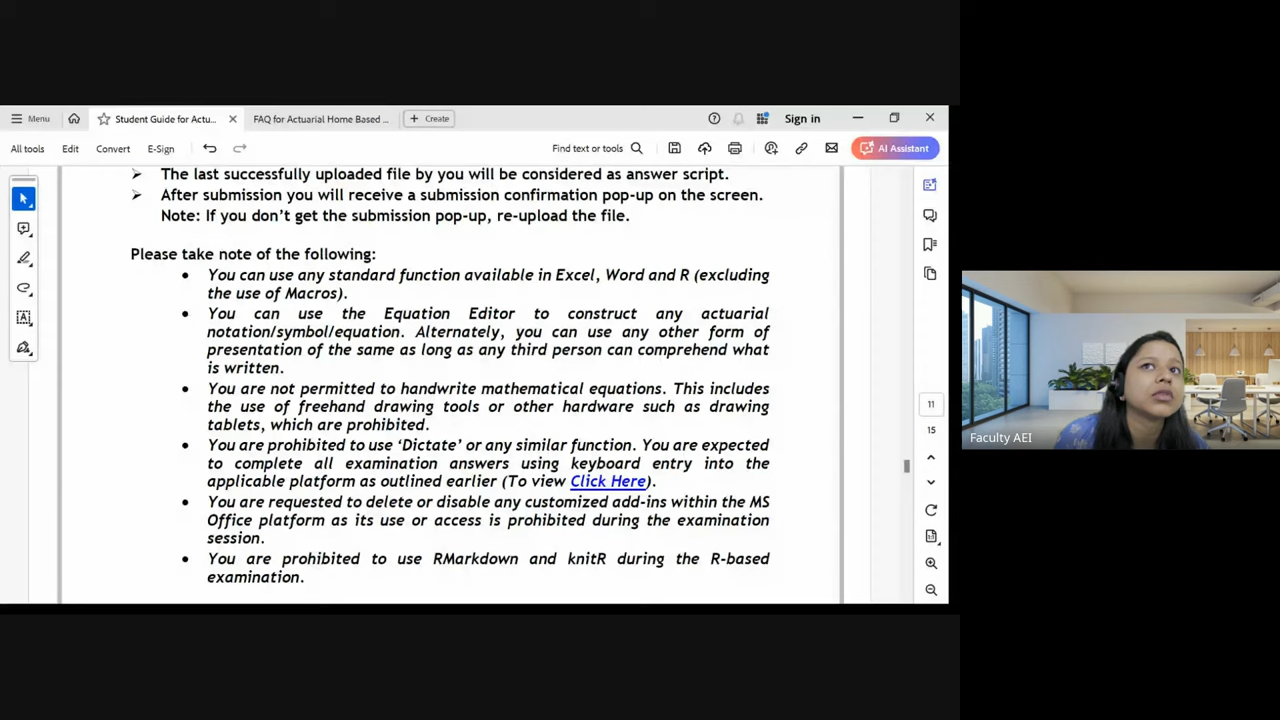 Menu
Student Guide for Actu...
FAQ for Actuarial Home Based ...
Create
Sign in
All tools
Edit
Convert
E-Sign
Find text or tools
AI Assistant
➢ The last successfully uploaded file by you will be considered as answer script.
➢ After submission you will receive a submission confirmation pop-up on the screen.
Note: If you don't get the submission pop-up, re-upload the file.
Please take note of the following:
• You can use any standard function available in Excel, Word and R (excluding
the use of Macros).
• You can use the Equation Editor to construct any actuarial
notation/symbol/equation. Alternately, you can use any other form of
presentation of the same as long as any third person can comprehend what
is written.
• You are not permitted to handwrite mathematical equations. This includes
the use of freehand drawing tools or other hardware such as drawing
tablets, which are prohibited.
• You are prohibited to use 'Dictate' or any similar function. You are expected
to complete all examination answers using keyboard entry into the
applicable platform as outlined earlier (To view Click Here).
• You are requested to delete or disable any customized add-ins within the MS
Office platform as its use or access is prohibited during the examination
session.
• You are prohibited to use RMarkdown and knitR during the R-based
examination.
11
15
Faculty AEI